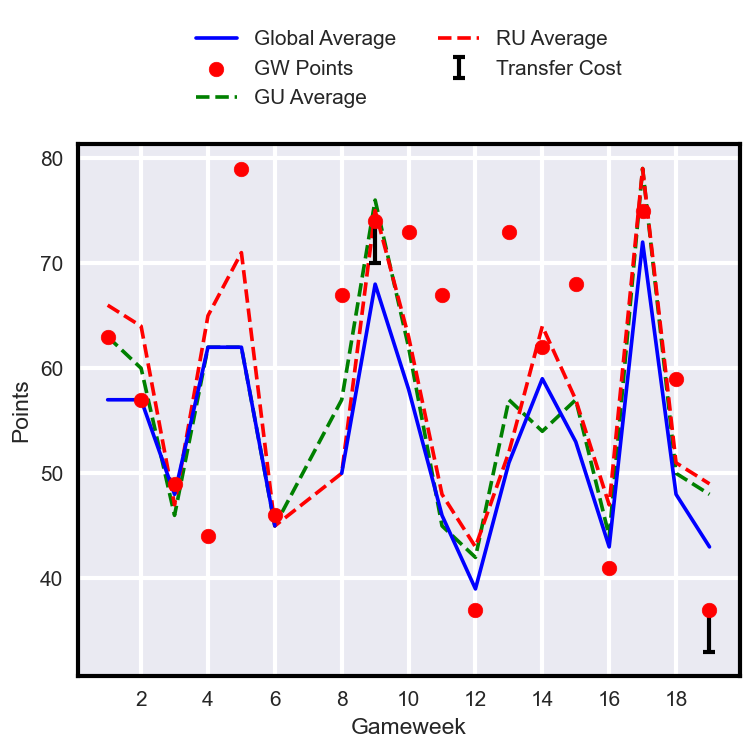 Global Average
RU Average
GW Points
Transfer Cost
GU Average
80
70
60
50
40
Points
2 4 6 8 10 12 14 16 18
Gameweek